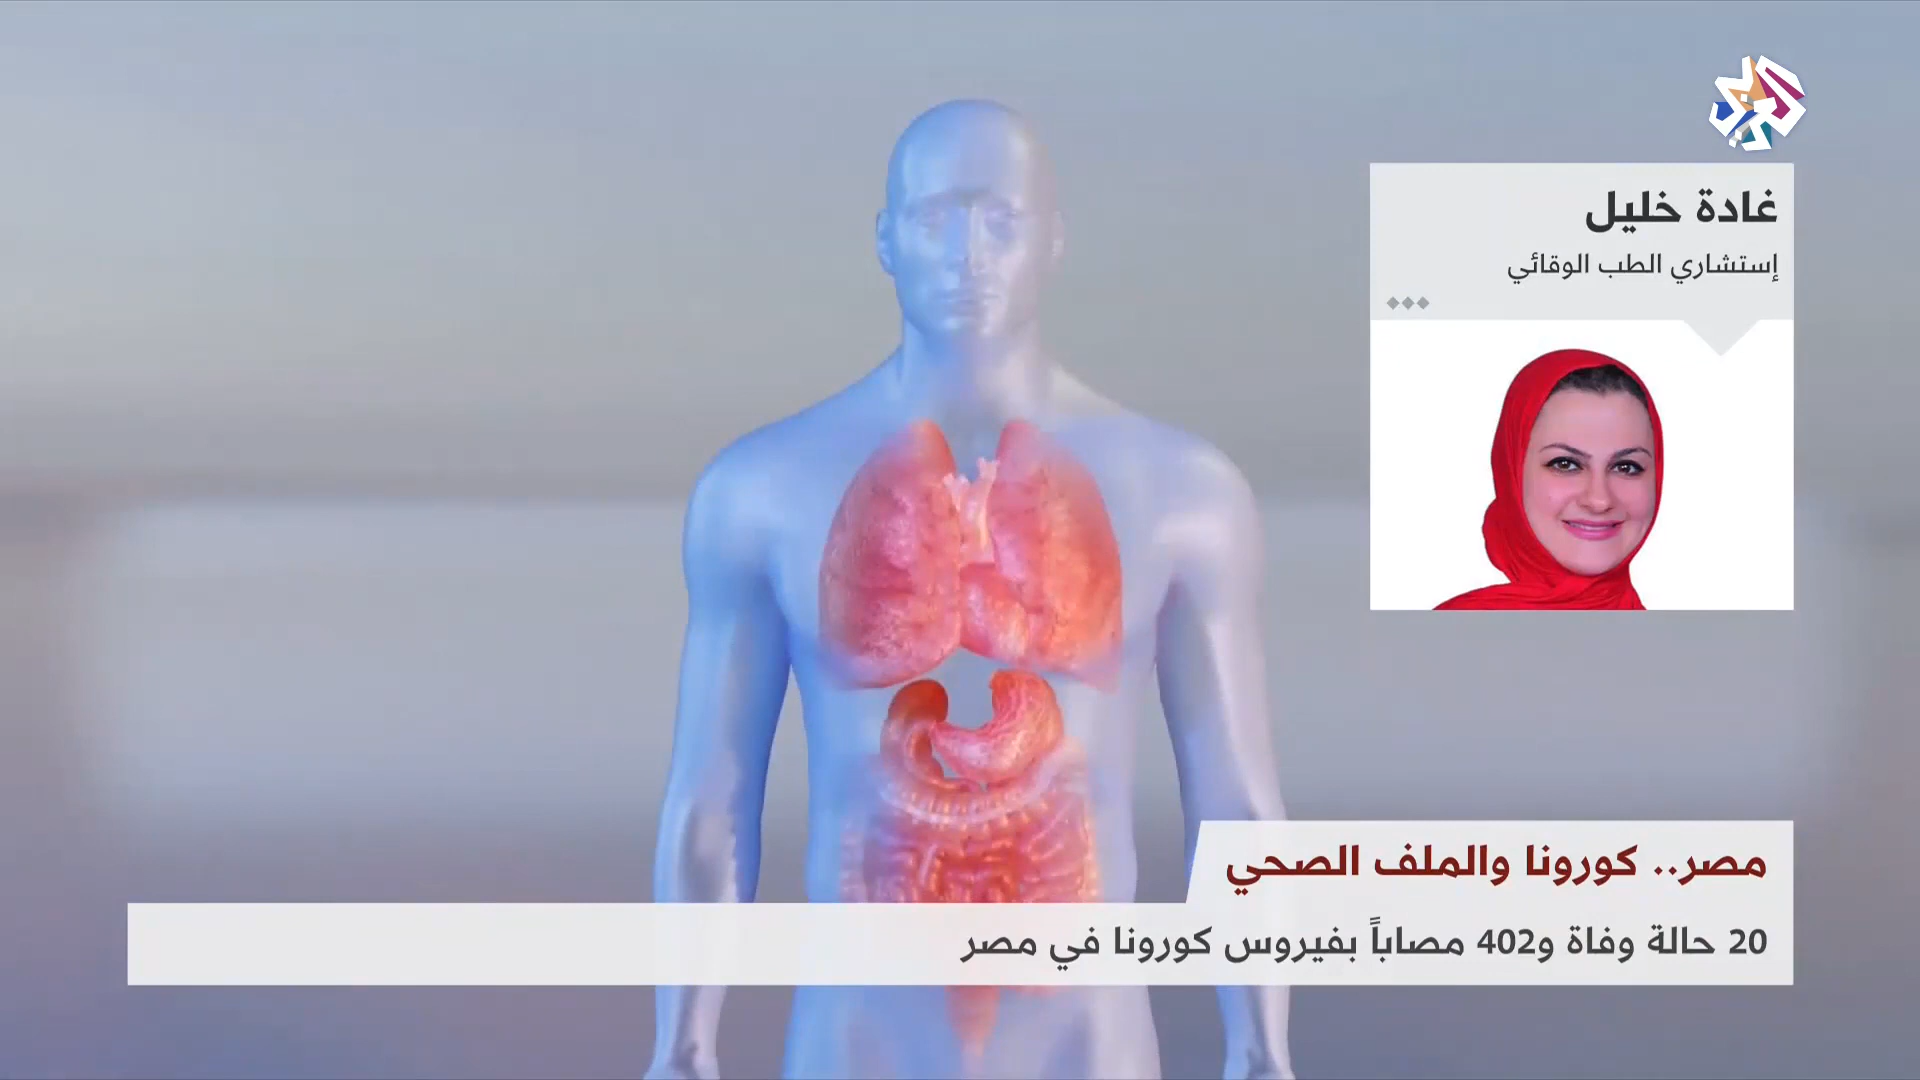 غادة خليل
إستشاري الطب الوقائي
مصر.. كورونا والملف الصحي
20 حالة وفاة و402 مصاباً بفيروس كورونا في مصر